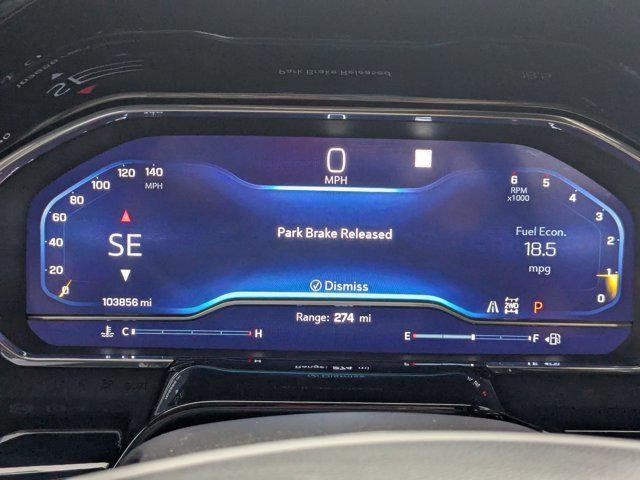 0
MPH
120 140
100
MPH
80
60
40
20
0
SE
103856 mi
Park Brake Released
Dismiss
6
5
RPM
x1000
4
3
2
1
0
Fuel Econ.
18.5
mpg
2WD
P
Range: 274 mi
C H
E F